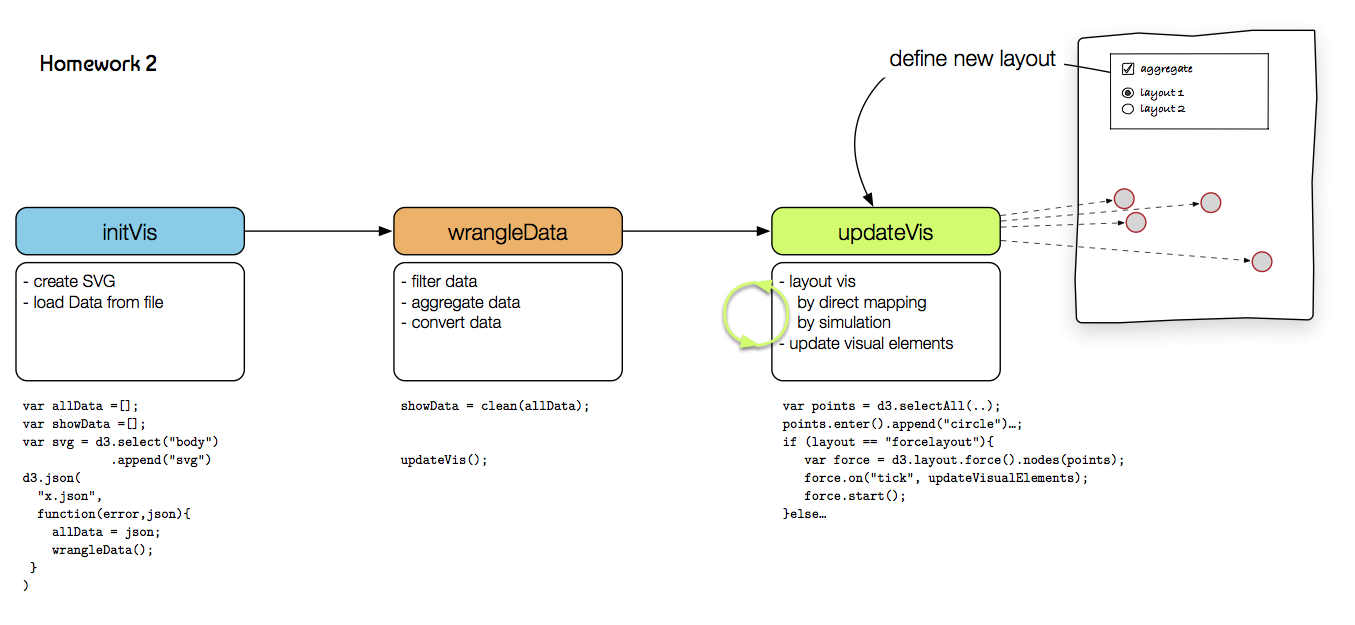 Homework 2
define new layout
aggregate
layout 1
layout 2
initVis
- create SVG
- load Data from file
var allData =[];
var showData =[];
var svg = d3.select("body")
.append("svg")
d3.json(
"x.json",
function(error,json){
allData = json;
wrangleData();
}
)
wrangleData
- filter data
- aggregate data
- convert data
showData = clean(allData);
updateVis();
updateVis
- layout vis
by direct mapping
by simulation
- update visual elements
var points = d3.selectAll(..);
points.enter().append("circle")…;
if (layout == "forcelayout"){
var force = d3.layout.force().nodes(points);
force.on("tick", updateVisualElements);
force.start();
}else…